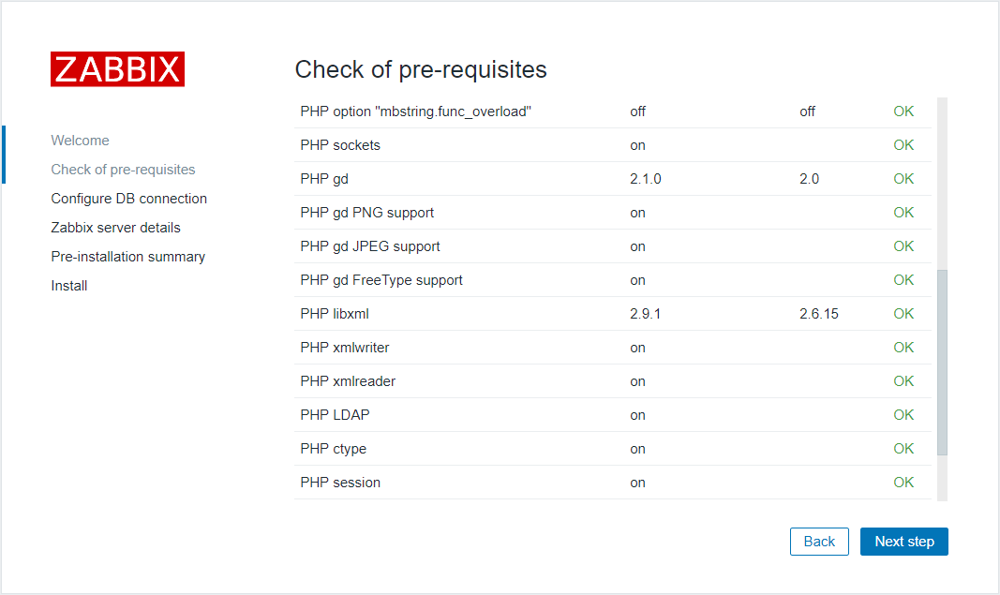 ZABBIX
Welcome
Check of pre-requisites
Configure DB connection
Zabbix server details
Pre-installation summary
Install
Check of pre-requisites
PHP option "mbstring.func_overload" off off OK
PHP sockets on OK
PHP gd 2.1.0 2.0 OK
PHP gd PNG support on OK
PHP gd JPEG support on OK
PHP gd FreeType support on OK
PHP libxml 2.9.1 2.6.15 OK
PHP xmlwriter on OK
PHP xmlreader on OK
PHP LDAP on OK
PHP ctype on OK
PHP session on OK
Back Next step